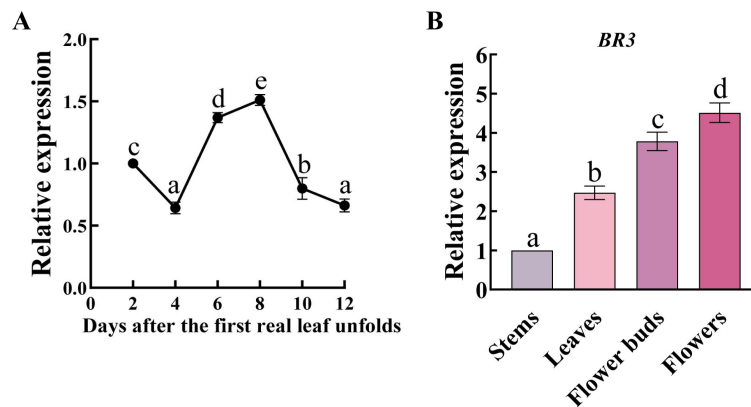 A
Relative expression
2.0
1.5
1.0
0.5
0.0
c
a
d
e
b
a
0 2 4 6 8 10 12
Days after the first real leaf unfolds
B
BR3
Relative expression
6
5
4
3
2
1
0
a
b
c
d
Stems
Leaves
Flower buds
Flowers